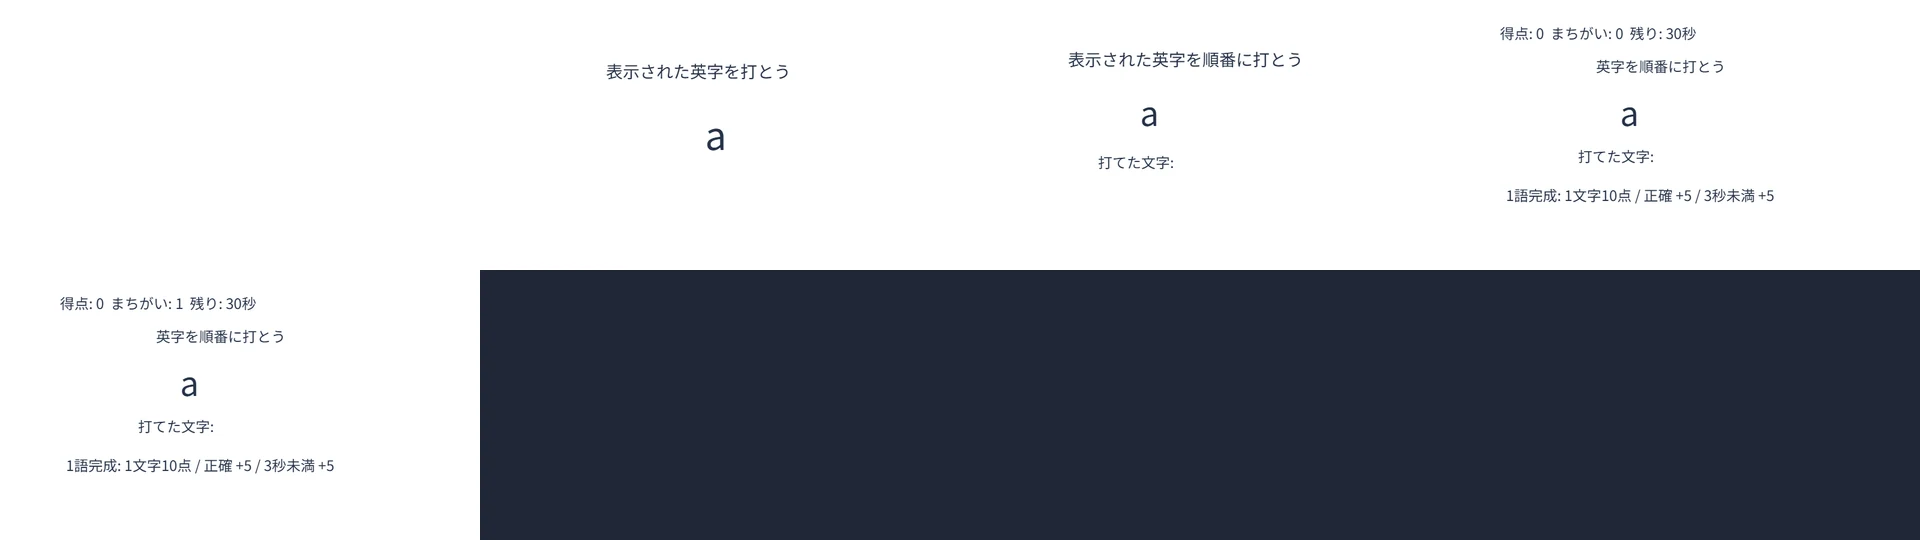 表示された英字を打とう
a
表示された英字を順番に打とう
a
打てた文字:
得点: 0 まちがい: 0 残り: 30秒
英字を順番に打とう
a
打てた文字:
1語完成: 1文字10点 / 正確 +5 / 3秒未満 +5
得点: 0 まちがい: 1 残り: 30秒
英字を順番に打とう
a
打てた文字:
1語完成: 1文字10点 / 正確 +5 / 3秒未満 +5